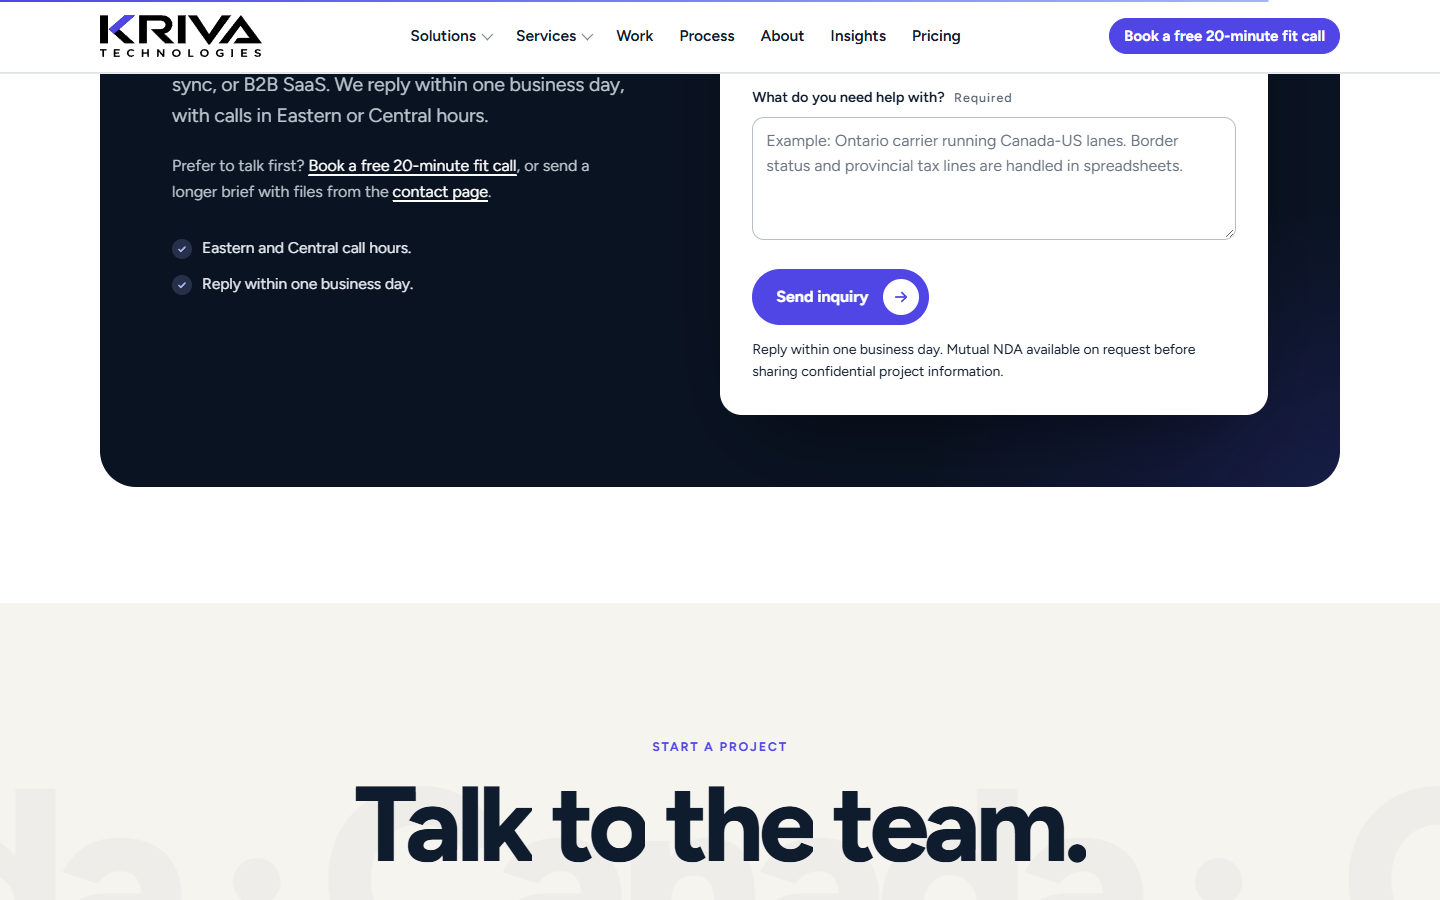 KRIVA
TECHNOLOGIES
Solutions
Services
Work
Process
About
Insights
Pricing
Book a free 20-minute fit call
sync, or B2B SaaS. We reply within one business day,
with calls in Eastern or Central hours.
Prefer to talk first? Book a free 20-minute fit call, or send a
longer brief with files from the contact page.
Eastern and Central call hours.
Reply within one business day.
What do you need help with? Required
Example: Ontario carrier running Canada-US lanes. Border
status and provincial tax lines are handled in spreadsheets.
Send inquiry
Reply within one business day. Mutual NDA available on request before
sharing confidential project information.
START A PROJECT
Talk to the team.
da · Canada · C